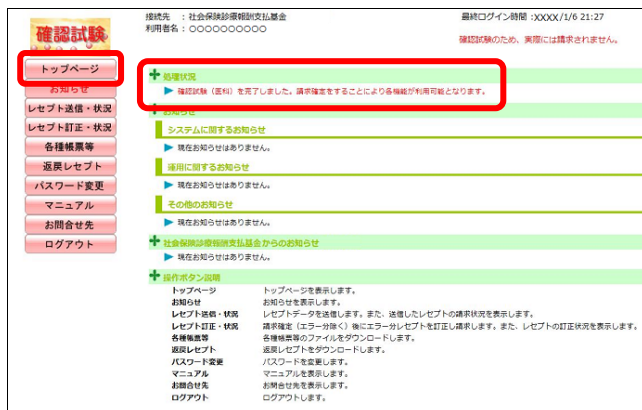 接続先 ：社会保険診療報酬支払基金
最終ログイン時間：XXXX/1/6 21:27
利用者名：○○○○○○○○○○
確認試験のため、実際には請求されません。
確認試験
トップページ
お知らせ
レセプト送信・状況
レセプト訂正・状況
各種帳票等
返戻レセプト
パスワード変更
マニュアル
お問合せ先
ログアウト
処理状況
確認試験（医科）を完了しました。請求確定をすることにより各機能が利用可能となります。
お知らせ
システムに関するお知らせ
現在お知らせはありません。
運用に関するお知らせ
現在お知らせはありません。
その他のお知らせ
現在お知らせはありません。
社会保険診療報酬支払基金からのお知らせ
現在お知らせはありません。
操作ボタン説明
トップページ トップページを表示します。
お知らせ お知らせを表示します。
レセプト送信・状況 レセプトデータを送信します。また、送信したレセプトの請求状況を表示します。
レセプト訂正・状況 請求確定（エラー分除く）後にエラー分レセプトを訂正し請求します。また、レセプトの訂正状況を表示します。
各種帳票等 各種帳票等のファイルをダウンロードします。
返戻レセプト 返戻レセプトをダウンロードします。
パスワード変更 パスワードを変更します。
マニュアル マニュアルを表示します。
お問合せ先 お問合せ先を表示します。
ログアウト ログアウトします。